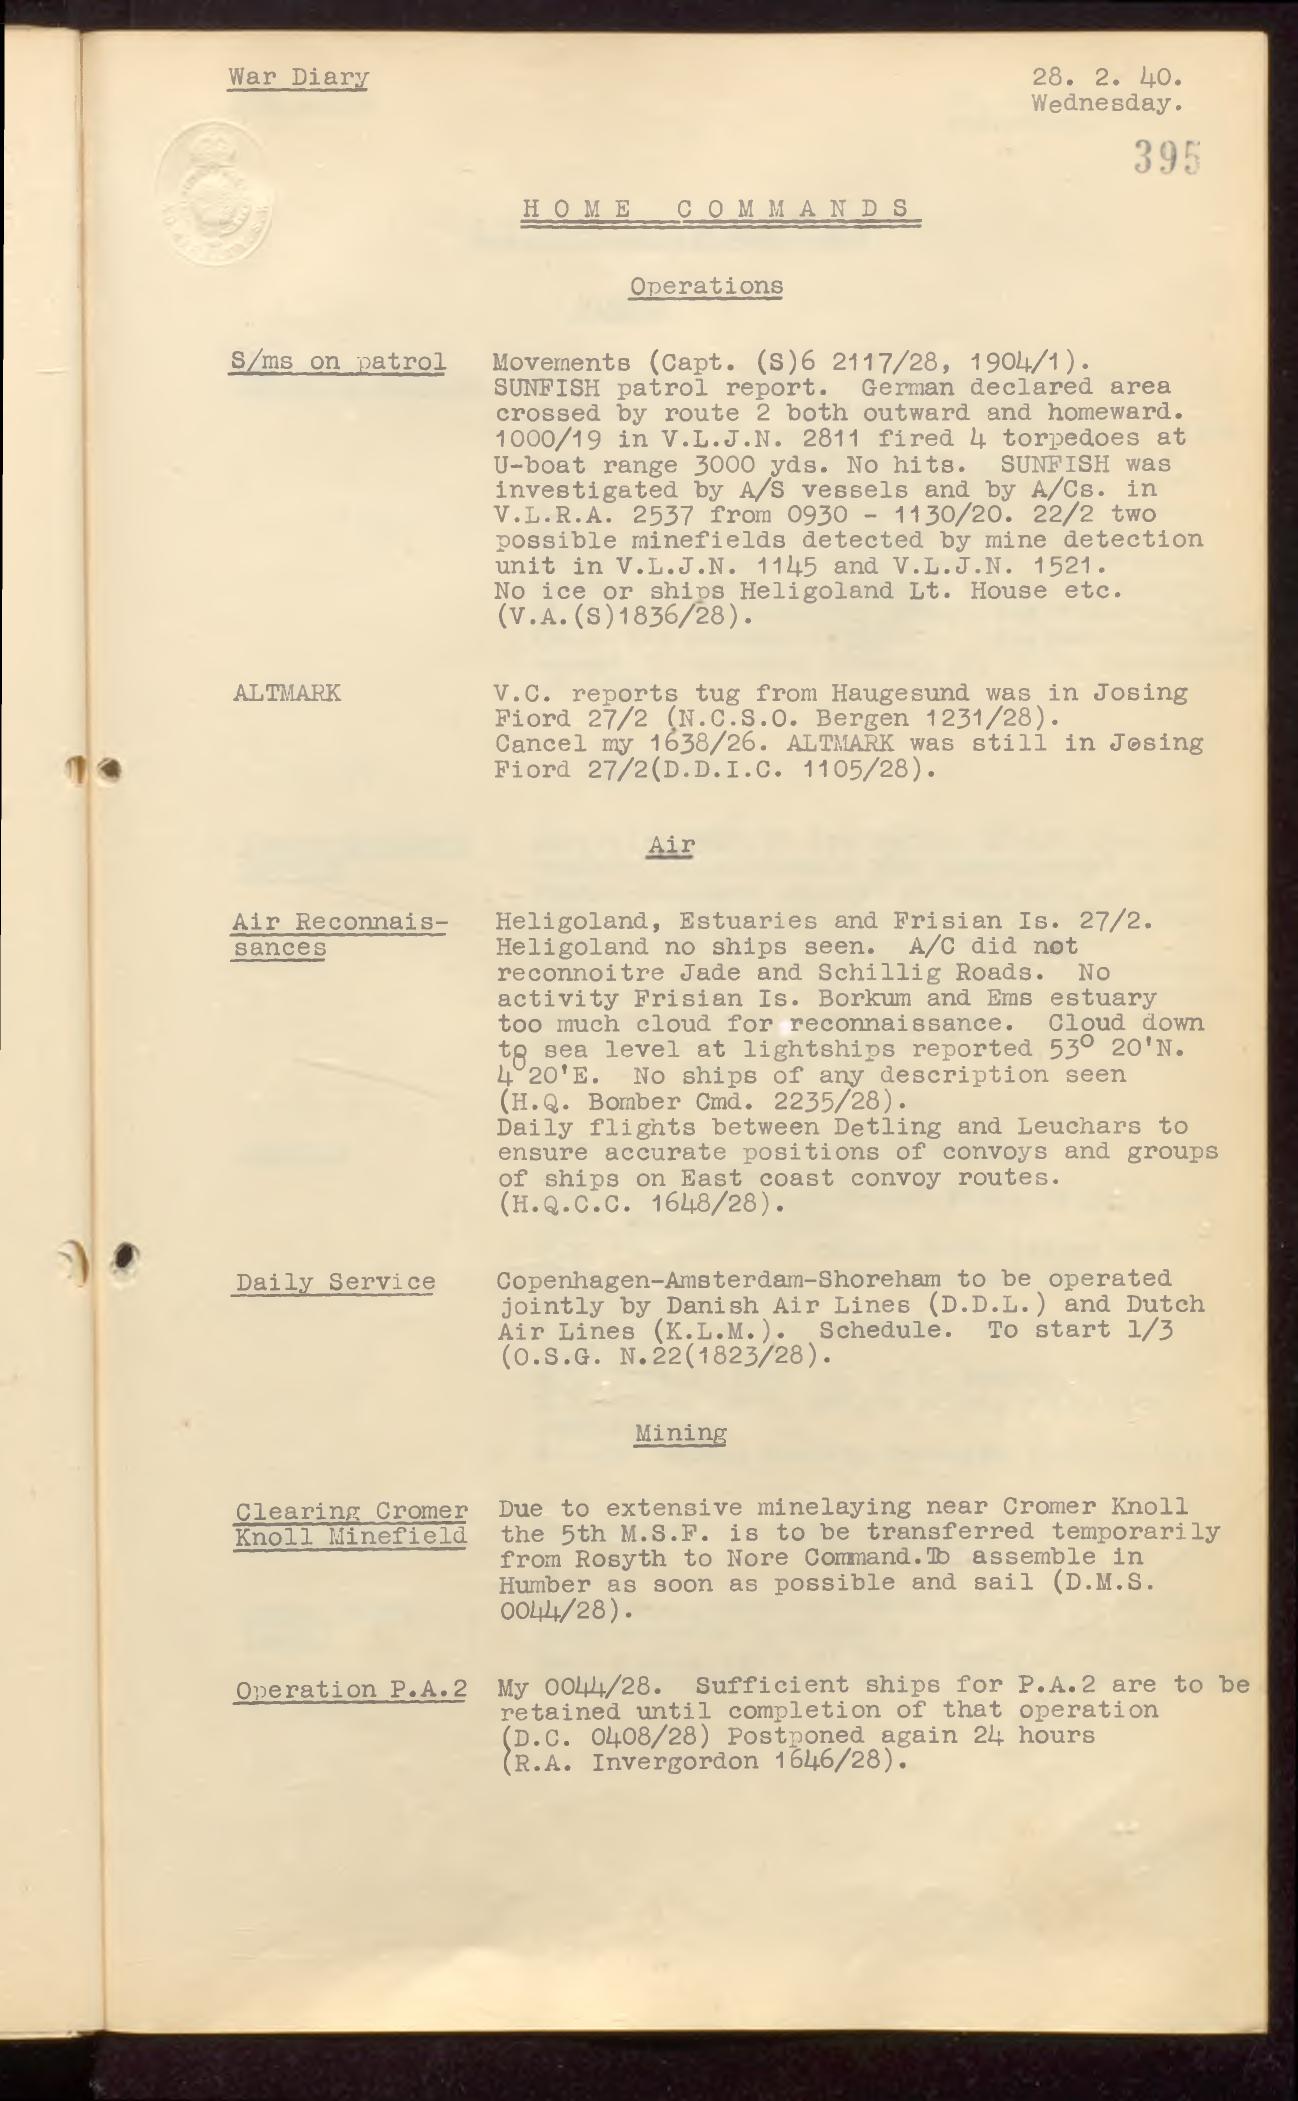 War Diary
28. 2. 40.
Wednesday.
395
HOME COMMANDS
Operations
S/ms on patrol
Movements (Capt. (S)6 2117/28, 1904/1).
SUNFISH patrol report. German declared area
crossed by route 2 both outward and homeward.
1000/19 in V.L.J.N. 2811 fired 4 torpedoes at
U-boat range 3000 yds. No hits. SUNFISH was
investigated by A/S vessels and by A/Cs. in
V.L.R.A. 2537 from 0930 - 1130/20. 22/2 two
possible minefields detected by mine detection
unit in V.L.J.N. 1145 and V.L.J.N. 1521.
No ice or ships Heligoland Lt. House etc.
(V.A.(S)1836/28).
ALTMARK
V.C. reports tug from Haugesund was in Josing
Fiord 27/2 (N.C.S.O. Bergen 1231/28).
Cancel my 1638/26. ALTMARK was still in Josing
Fiord 27/2(D.D.I.C. 1105/28).
Air
Air Reconnais-
sances
Heligoland, Estuaries and Frisian Is. 27/2.
Heligoland no ships seen. A/C did not
reconnoitre Jade and Schillig Roads. No
activity Frisian Is. Borkum and Ems estuary
too much cloud for reconnaissance. Cloud down
to sea level at lightships reported 53° 20'N.
4°20'E. No ships of any description seen
(H.Q. Bomber Cmd. 2235/28).
Daily flights between Detling and Leuchars to
ensure accurate positions of convoys and groups
of ships on East coast convoy routes.
(H.Q.C.C. 1648/28).
Daily Service
Copenhagen-Amsterdam-Shoreham to be operated
jointly by Danish Air Lines (D.D.L.) and Dutch
Air Lines (K.L.M.). Schedule. To start 1/3
(O.S.G. N.22(1823/28).
Mining
Clearing Cromer
Knoll Minefield
Due to extensive minelaying near Cromer Knoll
the 5th M.S.F. is to be transferred temporarily
from Rosyth to Nore Command.To assemble in
Humber as soon as possible and sail (D.M.S.
0044/28).
Operation P.A.2
My 0044/28. Sufficient ships for P.A.2 are to be
retained until completion of that operation
(D.C. 0408/28) Postponed again 24 hours
(R.A. Invergordon 1646/28).